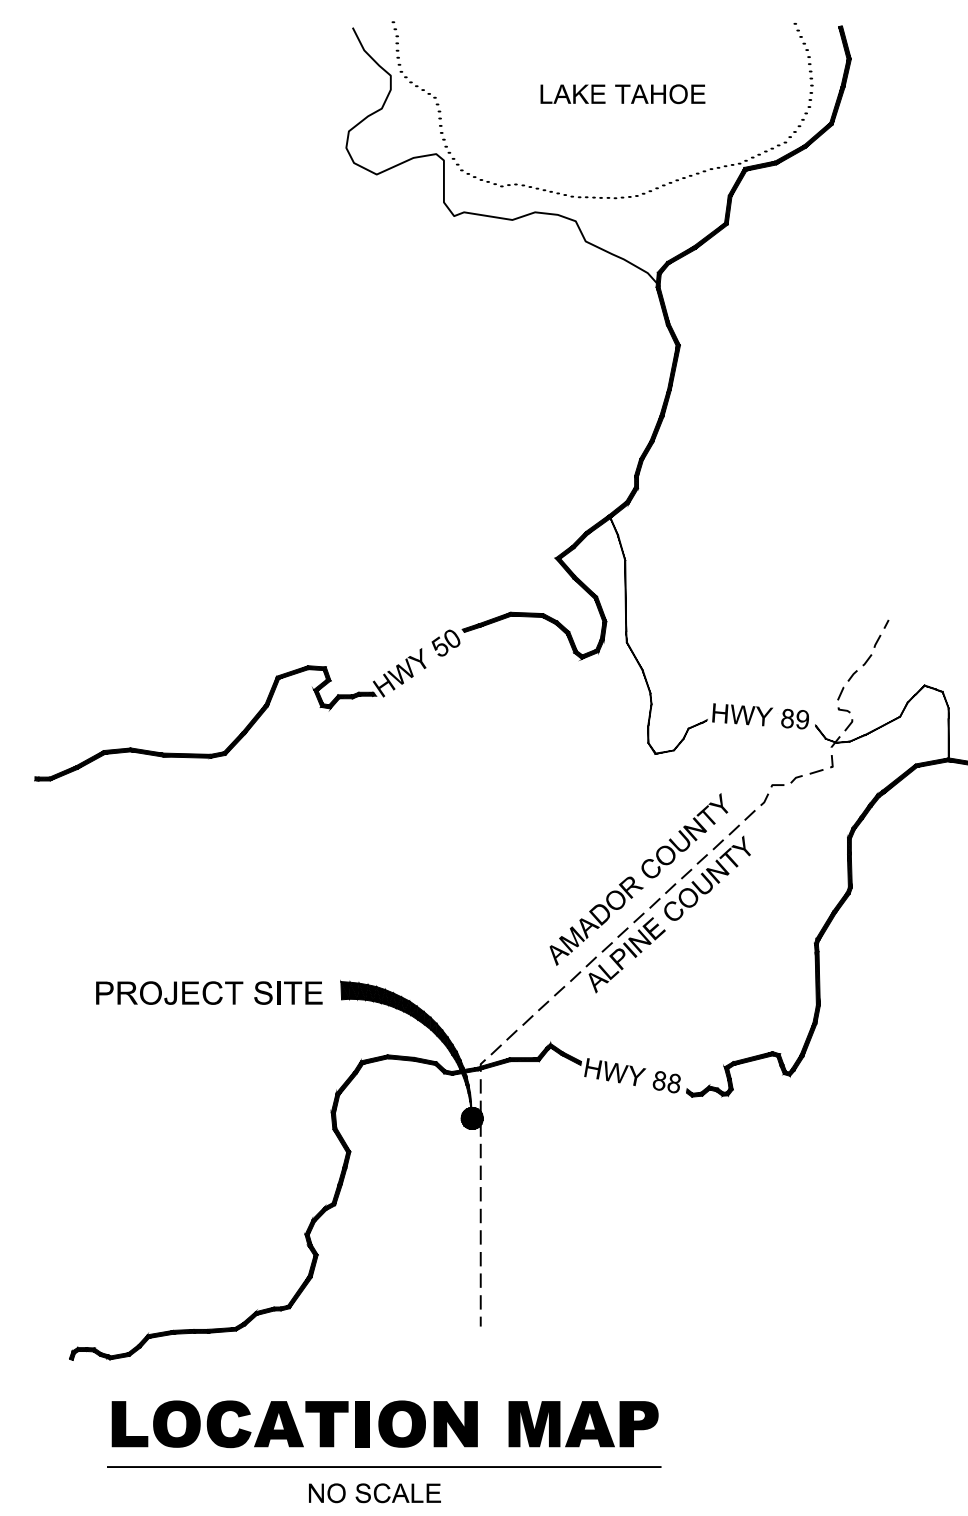 LAKE TAHOE
HWY 50
HWY 89
AMADOR COUNTY
ALPINE COUNTY
PROJECT SITE
HWY 88
LOCATION MAP
NO SCALE